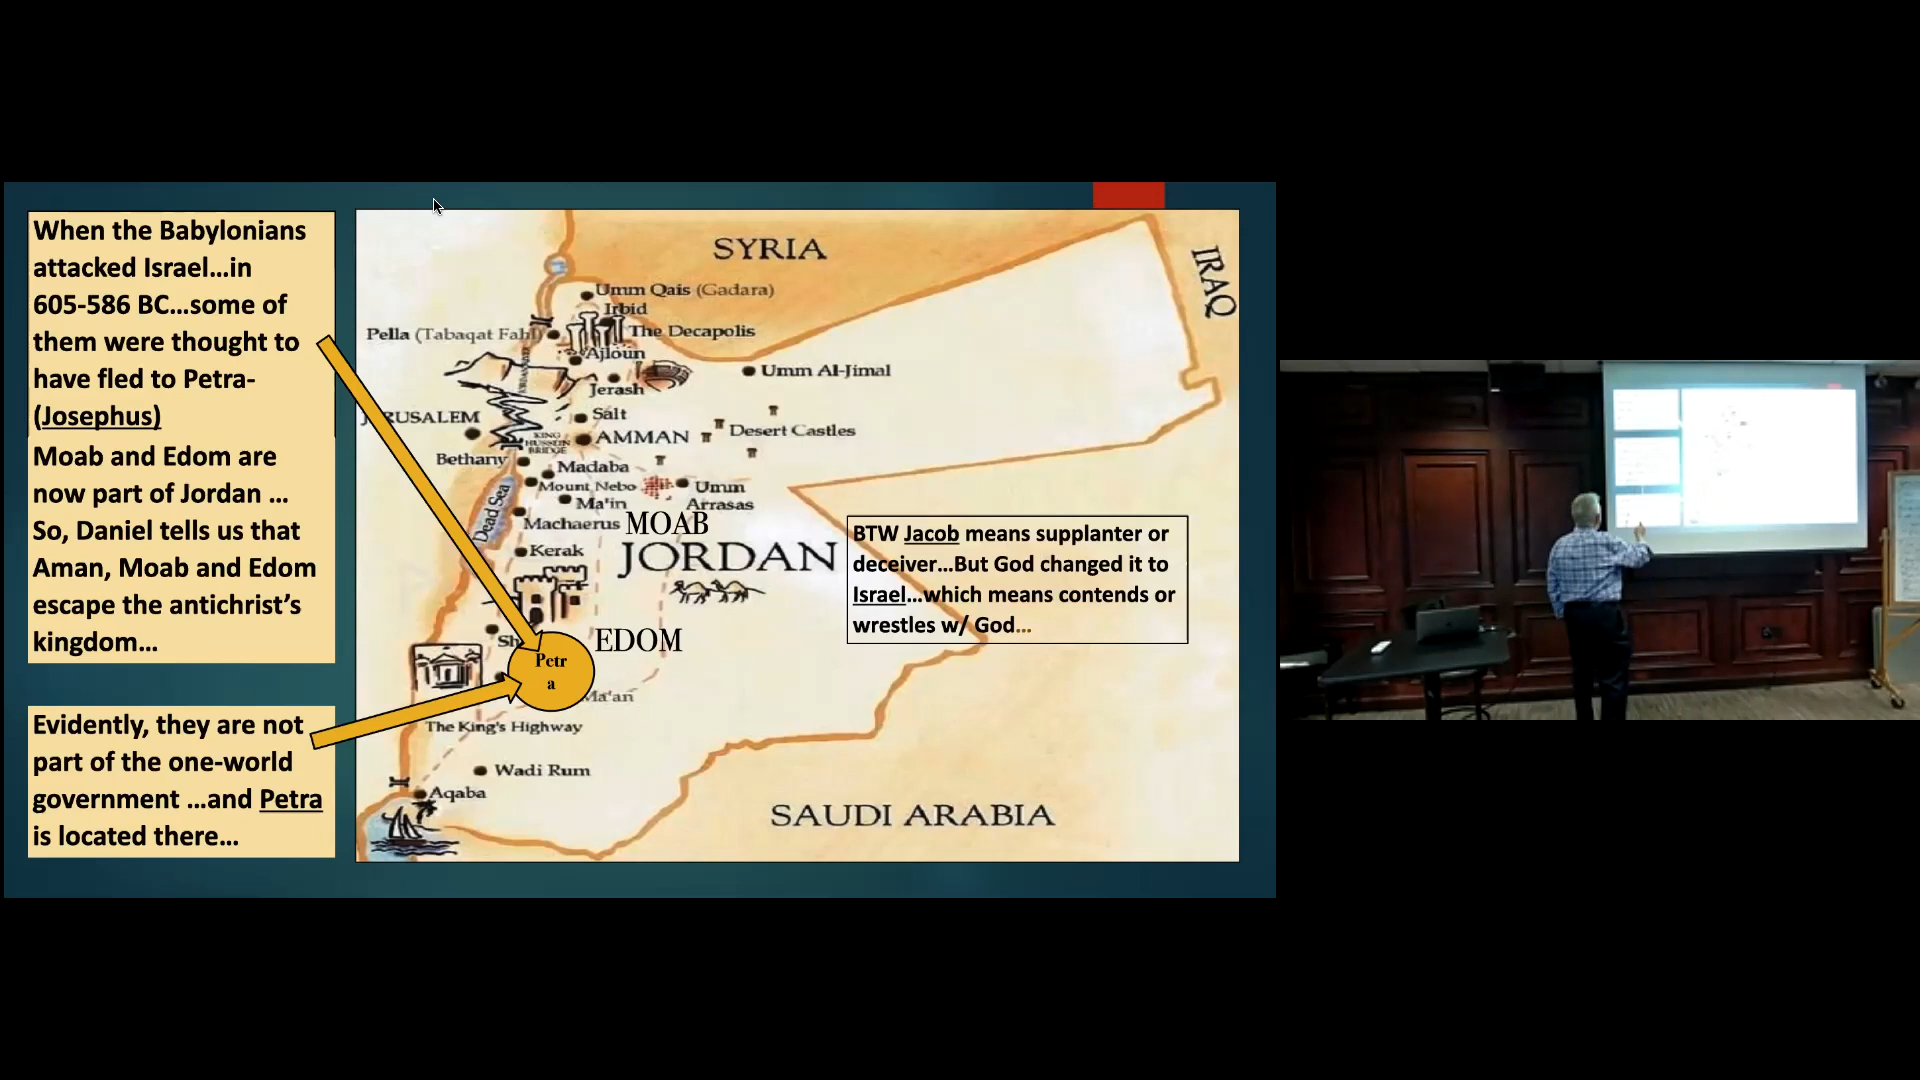 When the Babylonians
attacked Israel...in
605-586 BC...some of
them were thought to
have fled to Petra-
(Josephus)
Moab and Edom are
now part of Jordan ...
So, Daniel tells us that
Aman, Moab and Edom
escape the antichrist's
kingdom...
Evidently, they are not
part of the one-world
government ...and Petra
is located there...
SYRIA
IRAQ
Umm Qais (Gadara)
Irbid
Pella (Tabaqat Fahl)
The Decapolis
Ajloun
Umm Al-Jimal
Jerash
Salt
AMMAN
Desert Castles
KING
HUSSEIN
BRIDGE
Bethany
Madaba
Mount Nebo
Umm
Arrasas
Ma'in
Dead Sea
Machaerus
MOAB
Kerak
JORDAN
BTW Jacob means supplanter or
deceiver...But God changed it to
Israel...which means contends or
wrestles w/ God...
EDOM
Petr
a
Ma'an
The King's Highway
Wadi Rum
Aqaba
SAUDI ARABIA